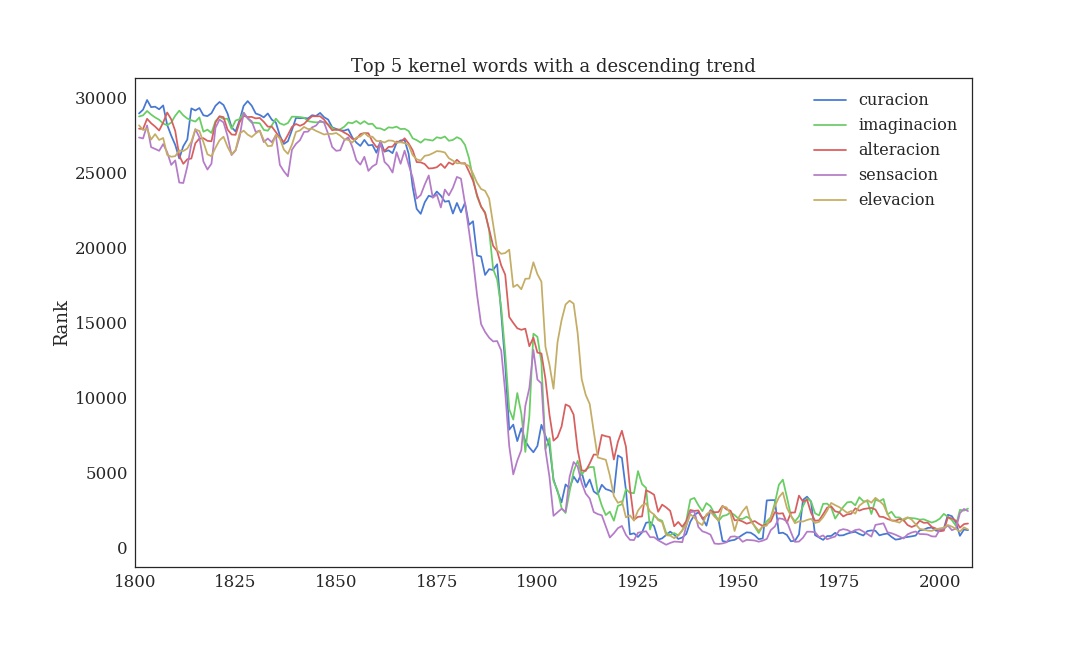 Top 5 kernel words with a descending trend
30000
25000
20000
15000
10000
5000
0
Rank
1800 1825 1850 1875 1900 1925 1950 1975 2000
curacion
imaginacion
alteracion
sensacion
elevacion